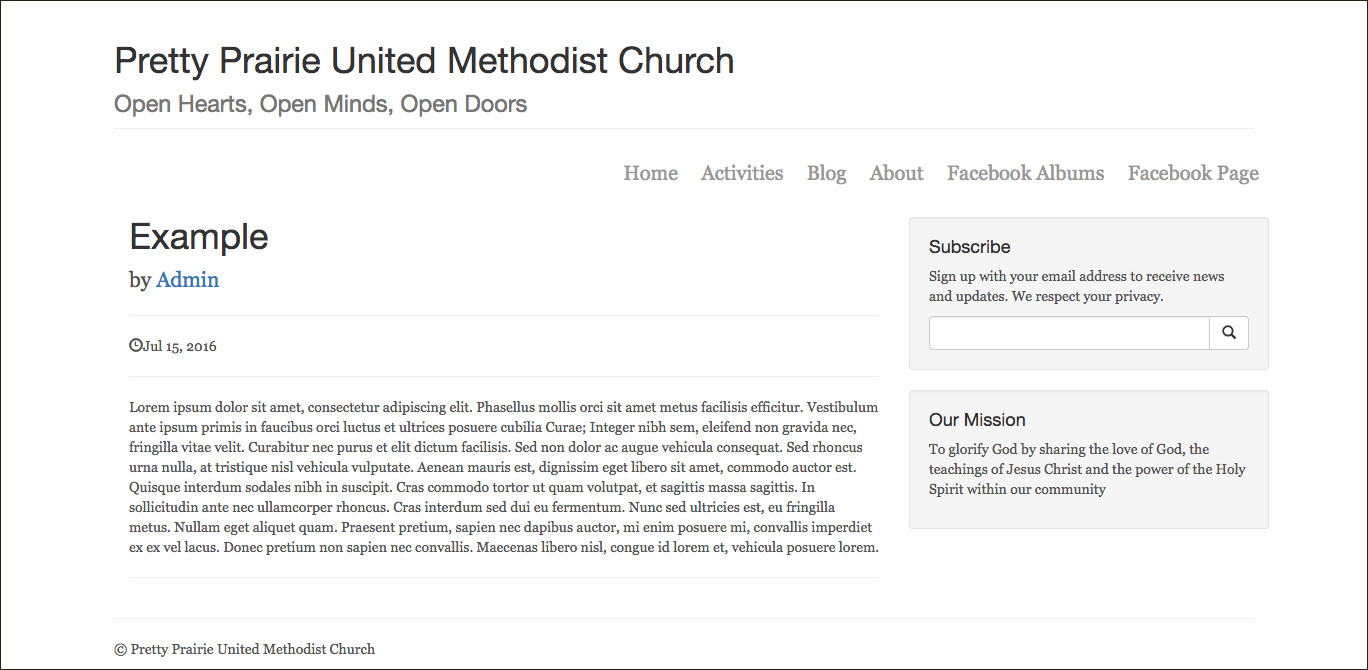 Pretty Prairie United Methodist Church
Open Hearts, Open Minds, Open Doors
Home Activities Blog About Facebook Albums Facebook Page
Example
by Admin
Jul 15, 2016
Lorem ipsum dolor sit amet, consectetur adipiscing elit. Phasellus mollis orci sit amet metus facilisis efficitur. Vestibulum
ante ipsum primis in faucibus orci luctus et ultrices posuere cubilia Curae; Integer nibh sem, eleifend non gravida nec,
fringilla vitae velit. Curabitur nec purus et elit dictum facilisis. Sed non dolor ac augue vehicula consequat. Sed rhoncus
urna nulla, at tristique nisl vehicula vulputate. Aenean mauris est, dignissim eget libero sit amet, commodo auctor est.
Quisque interdum sodales nibh in suscipit. Cras commodo tortor ut quam volutpat, et sagittis massa sagittis. In
sollicitudin ante nec ullamcorper rhoncus. Cras interdum sed dui eu fermentum. Nunc sed ultricies est, eu fringilla
metus. Nullam eget aliquet quam. Praesent pretium, sapien nec dapibus auctor, mi enim posuere mi, convallis imperdiet
ex ex vel lacus. Donec pretium non sapien nec convallis. Maecenas libero nisl, congue id lorem et, vehicula posuere lorem.
Subscribe
Sign up with your email address to receive news
and updates. We respect your privacy.
Our Mission
To glorify God by sharing the love of God, the
teachings of Jesus Christ and the power of the Holy
Spirit within our community
© Pretty Prairie United Methodist Church